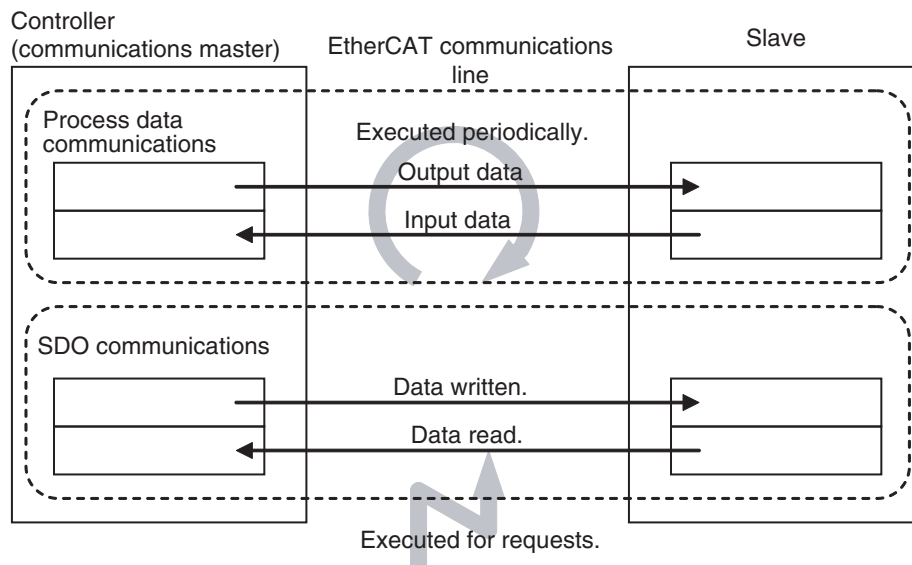 Controller
(communications master)
EtherCAT communications
line
Slave
Process data
communications
Executed periodically.
Output data
Input data
SDO communications
Data written.
Data read.
Executed for requests.